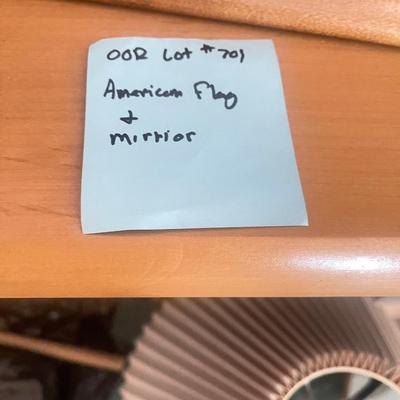 OOR Lot #701
American Flag
+
Mirrior